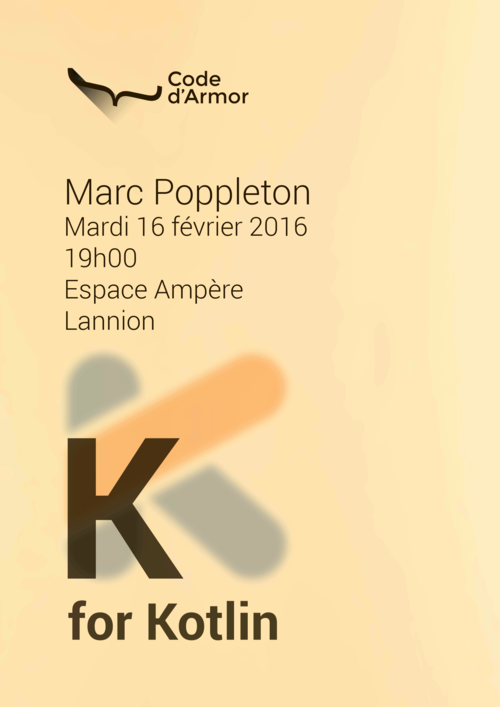 Code
d'Armor
Marc Poppleton
Mardi 16 février 2016
19h00
Espace Ampère
Lannion
K
for Kotlin